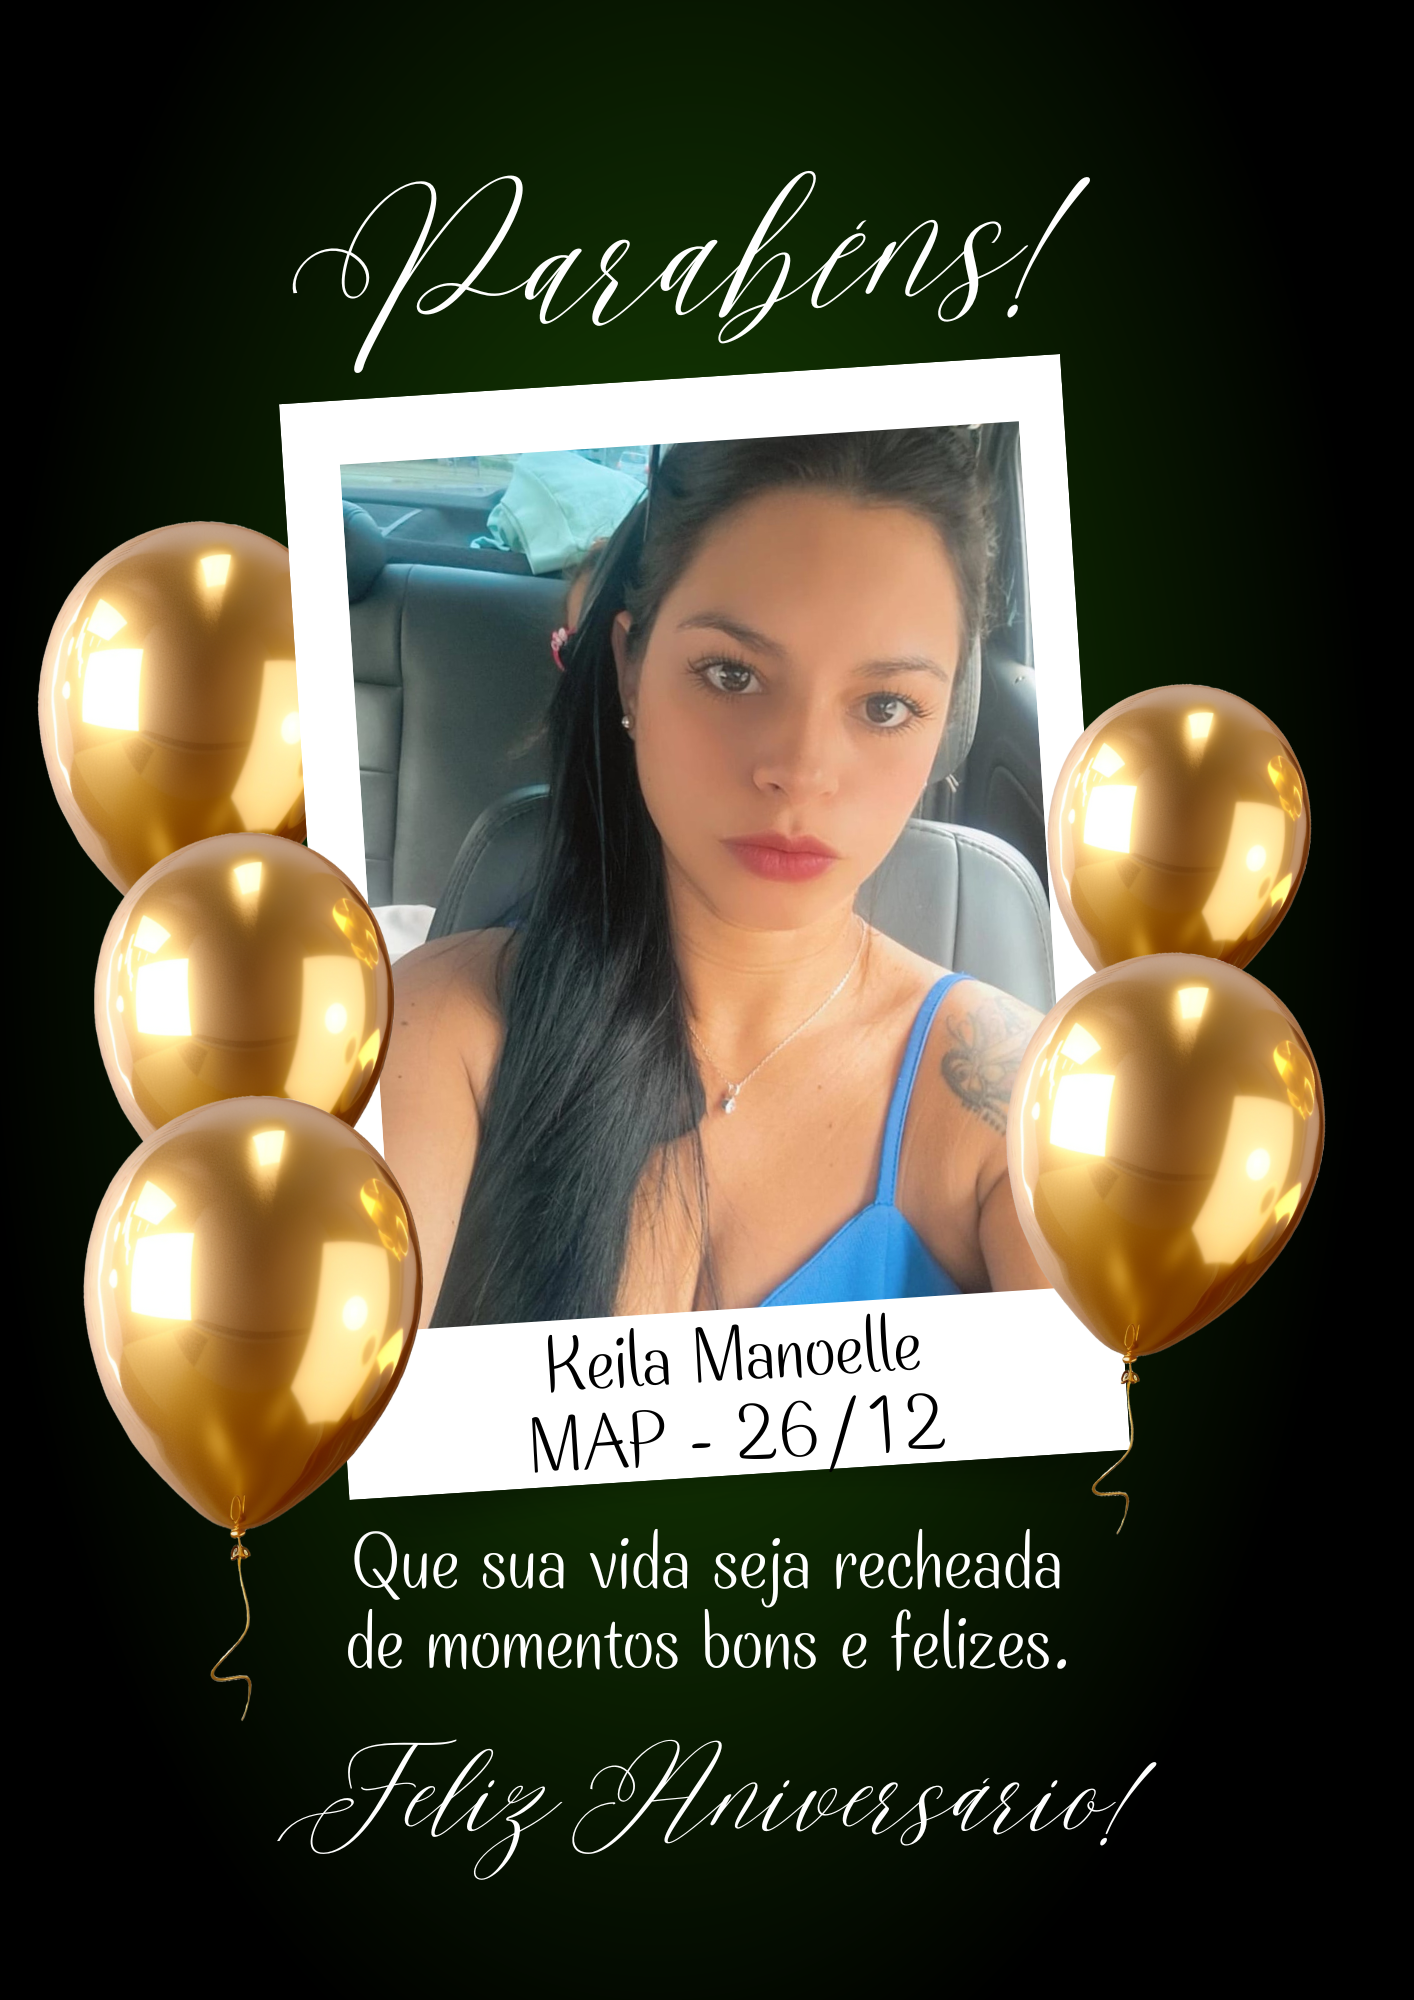 Parabéns!
Keila Manoelle
MAP - 26/12
Que sua vida seja recheada
de momentos bons e felizes.
Feliz Aniversário!